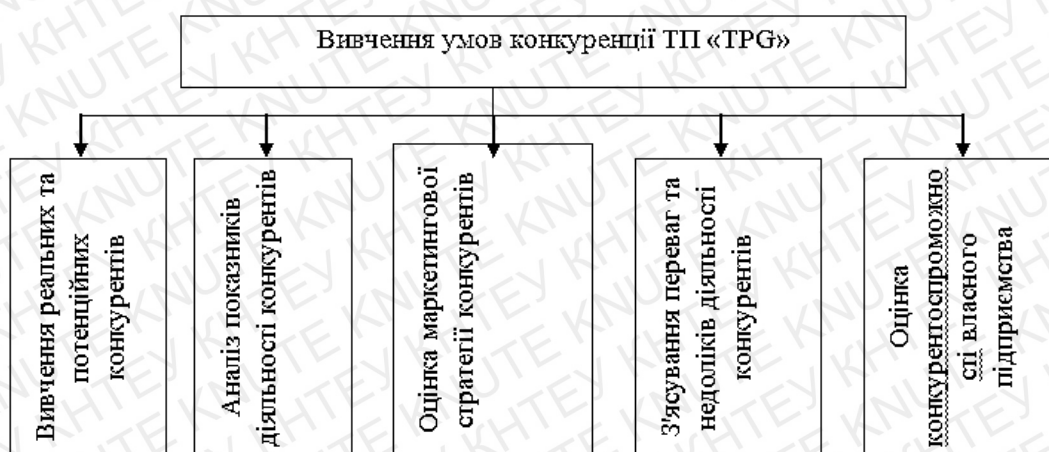 Вивчення умов конкуренції ТП «TPG»
Вивчення реальних та
потенційних
конкурентів
Аналіз показників
діяльності конкурентів
Оцінка маркетингової
стратегії конкурентів
З'ясування переваг та
недоліків діяльності
конкурентів
Оцінка
конкурентоспроможно
сті власного
підприємства